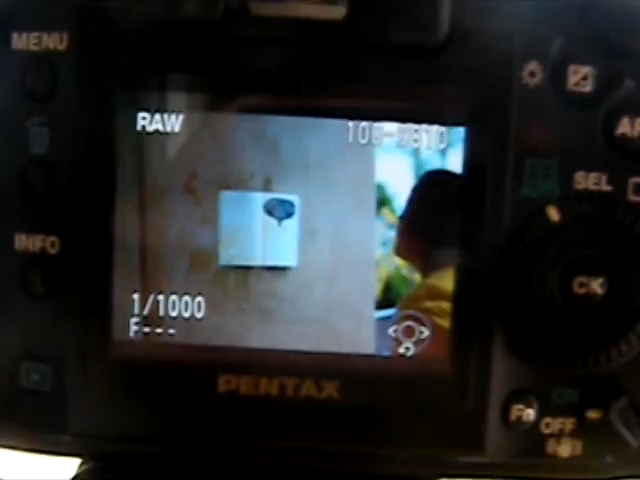 MENU
RAW
INFO
1/1000
F---
PENTAX
SEL
OK
Fn
OFF